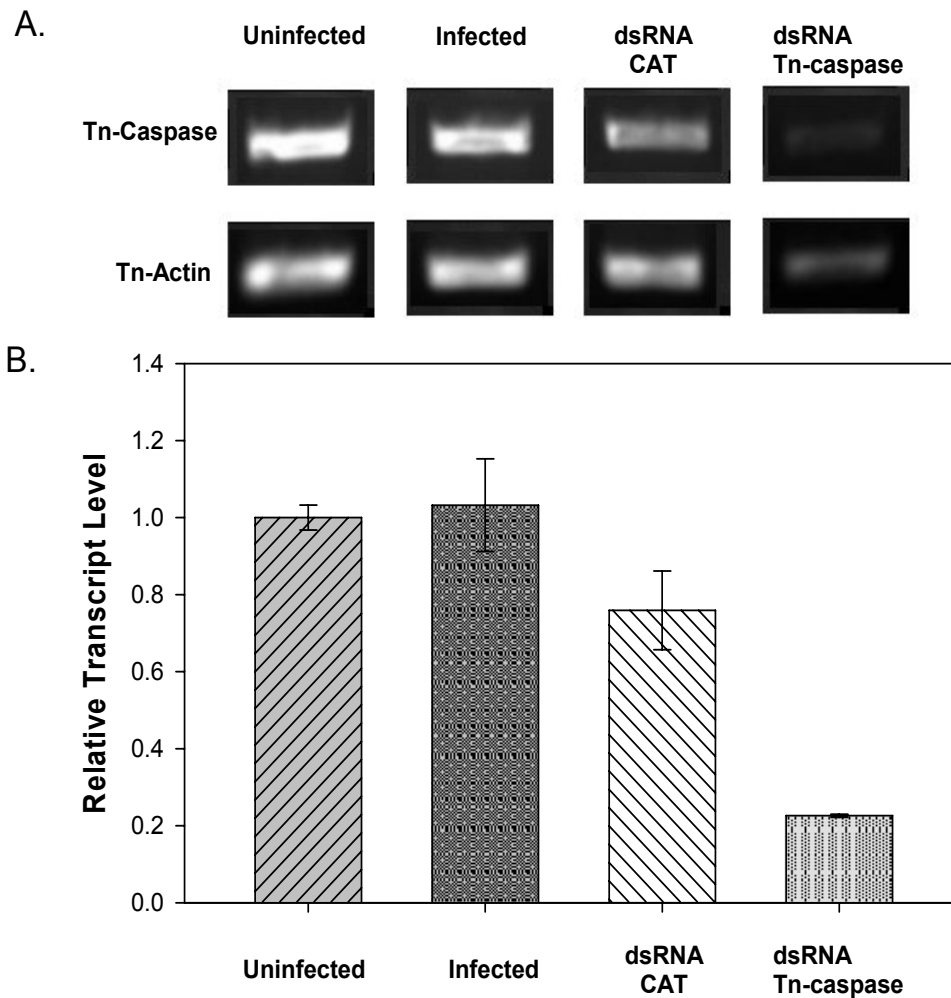 A.
Uninfected
Infected
dsRNA
CAT
dsRNA
Tn-caspase
Tn-Caspase
Tn-Actin
B.
Relative Transcript Level
1.4
1.2
1.0
0.8
0.6
0.4
0.2
0.0
Uninfected
Infected
dsRNA
CAT
dsRNA
Tn-caspase